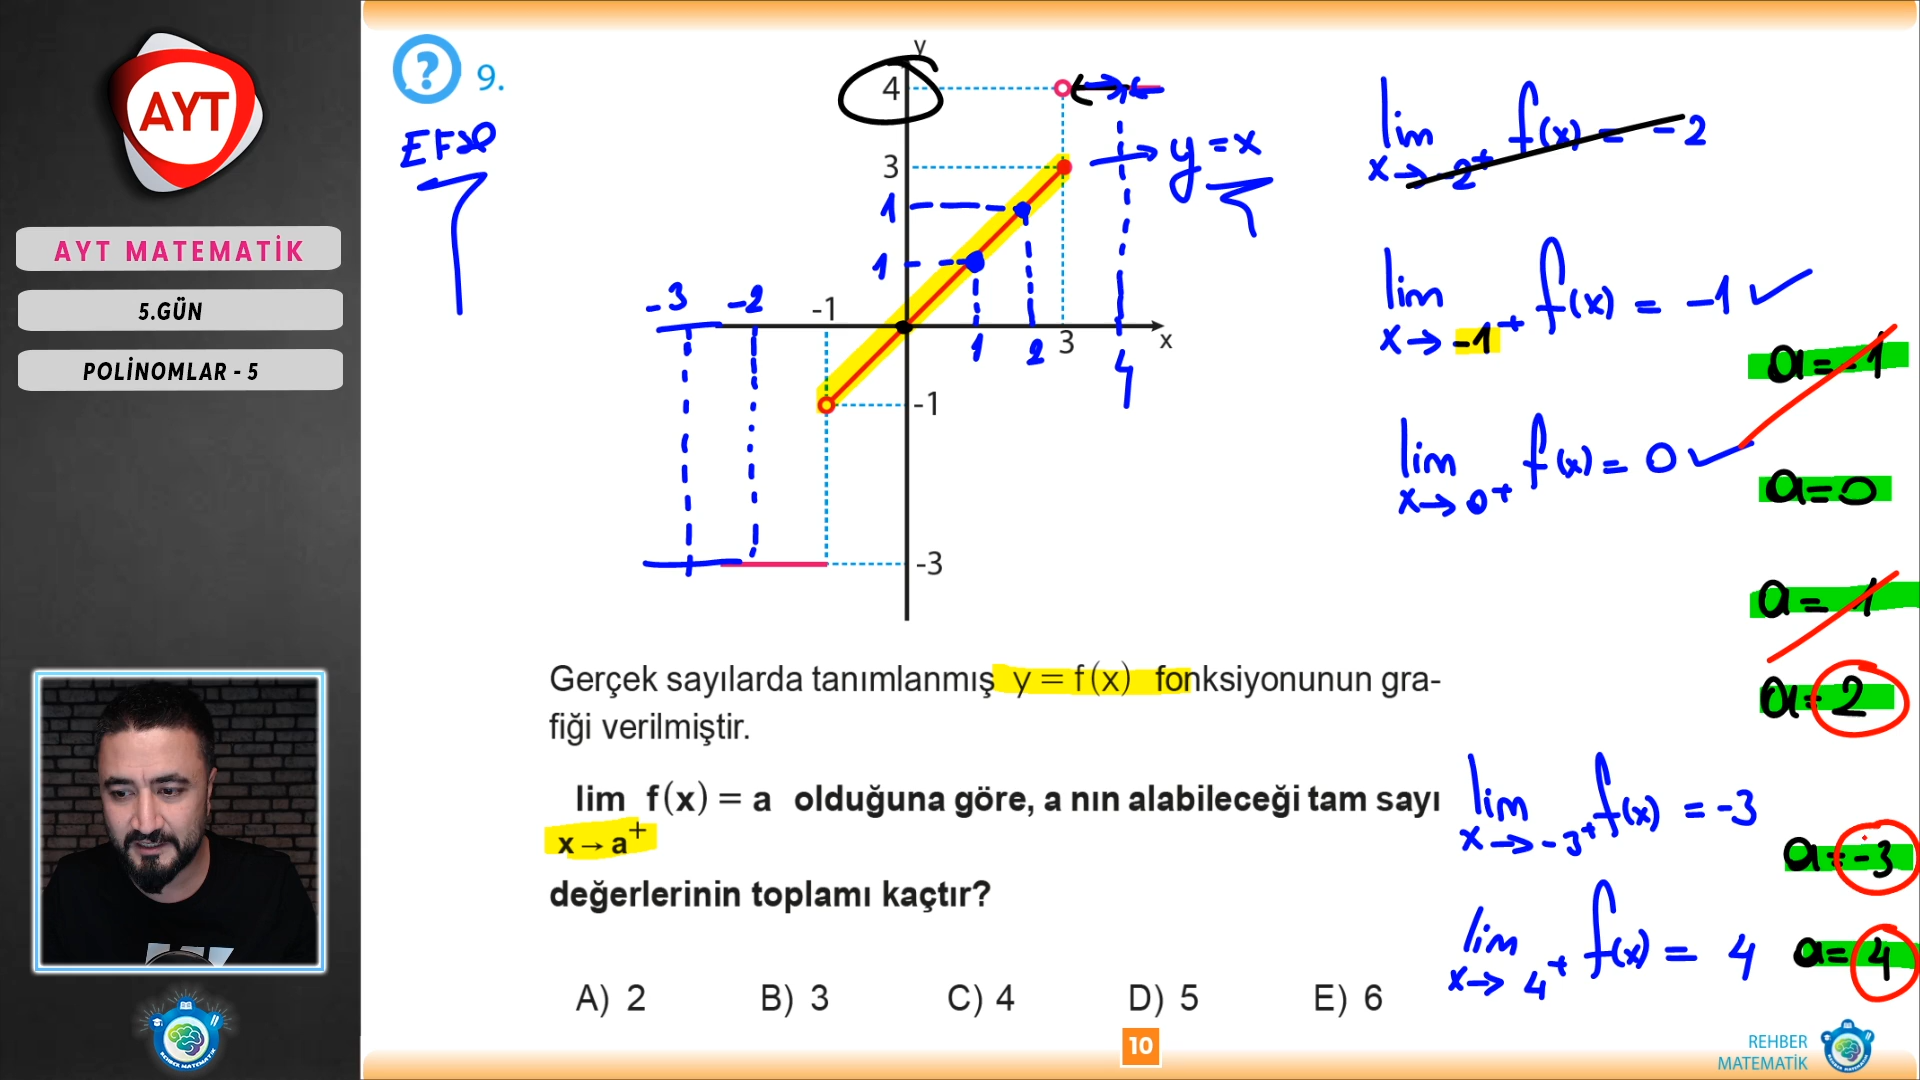 AYT
AYT MATEMATİK
5.GÜN
POLİNOMLAR - 5
? 9.
y
4
3
1
1
y = x
-3 -2 -1
1 2 3 x
4
-1
-3
lim f(x) = -2
x → -2⁺
lim f(x) = -1
x → -1⁺
a = -1
lim f(x) = 0
x → 0⁺
a = 0
a = 1
a = 2
Gerçek sayılarda tanımlanmış y = f(x) fonksiyonunun gra-
fiği verilmiştir.
lim f(x) = a olduğuna göre, a nın alabileceği tam sayı
x → a⁺
değerlerinin toplamı kaçtır?
lim f(x) = -3
x → -3⁺
a = -3
lim f(x) = 4
x → 4⁺
a = 4
A) 2 B) 3 C) 4 D) 5 E) 6
10
REHBER
MATEMATİK
REHBER MATEMATİK